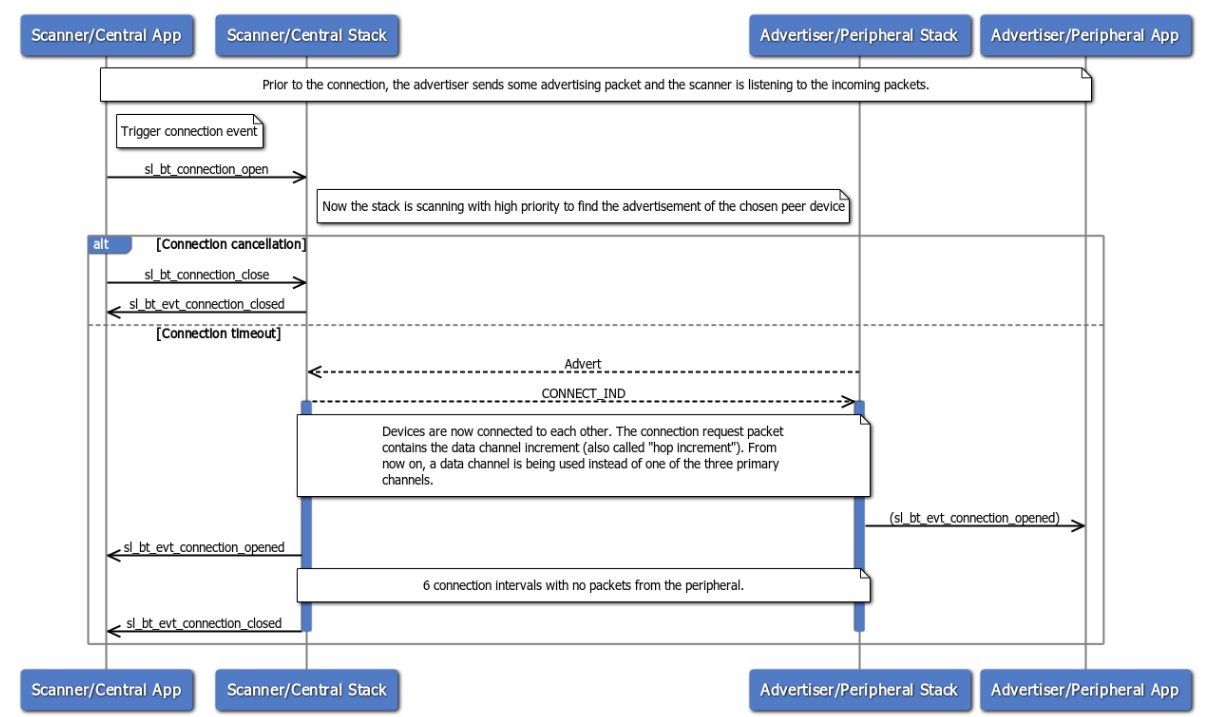 Scanner/Central App
Scanner/Central Stack
Advertiser/Peripheral Stack
Advertiser/Peripheral App
Prior to the connection, the advertiser sends some advertising packet and the scanner is listening to the incoming packets.
Trigger connection event
sl_bt_connection_open
Now the stack is scanning with high priority to find the advertisement of the chosen peer device
alt
[Connection cancellation]
sl_bt_connection_close
sl_bt_evt_connection_closed
[Connection timeout]
Advert
CONNECT_IND
Devices are now connected to each other. The connection request packet
contains the data channel increment (also called "hop increment"). From
now on, a data channel is being used instead of one of the three primary
channels.
(sl_bt_evt_connection_opened)
sl_bt_evt_connection_opened
6 connection intervals with no packets from the peripheral.
sl_bt_evt_connection_closed
Scanner/Central App
Scanner/Central Stack
Advertiser/Peripheral Stack
Advertiser/Peripheral App